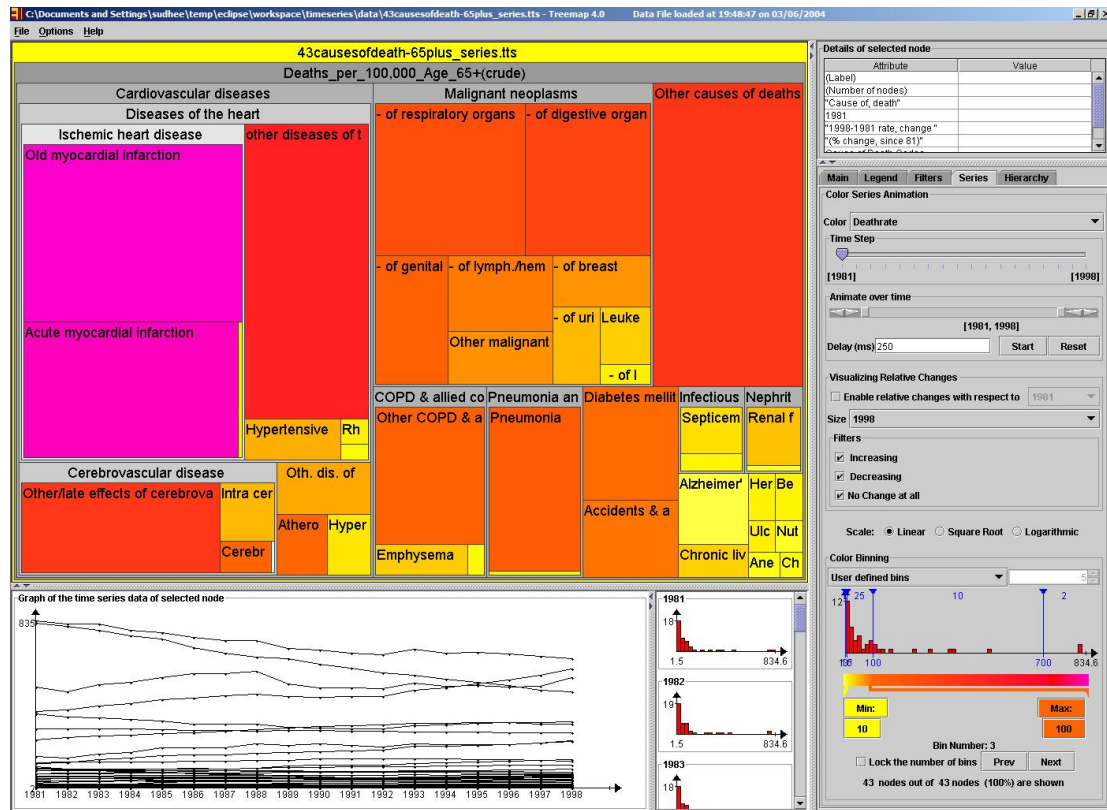 C:\Documents and Settings\sudhee\temp\eclipse\workspace\timeseries\data\43causesofdeath-65plus_series.tts - Treemap 4.0 Data File loaded at 19:48:47 on 03/06/2004
File Options Help
43causesofdeath-65plus_series.tts
Deaths_per_100,000_Age_65+(crude)
Cardiovascular diseases
Diseases of the heart
Ischemic heart disease
other diseases of t
Old myocardial infarction
Acute myocardial infarction
Hypertensive
Rh
Cerebrovascular disease
Other/late effects of cerebrova
Intra cer
Cerebr
Oth. dis. of
Athero
Hyper
Malignant neoplasms
- of respiratory organs
- of digestive organ
- of genital
- of lymph./hem
- of breast
- of uri
Leuke
Other malignant
- of l
Other causes of deaths
COPD & allied co
Other COPD & a
Emphysema
Pneumonia an
Pneumonia
Diabetes mellit
Accidents & a
Infectious
Septicem
Nephrit
Renal f
Alzheimer'
Chronic liv
Her
Be
Ulc
Nut
Ane
Ch
Graph of the time series data of selected node
835
2
1981 1982 1983 1984 1985 1986 1987 1988 1989 1990 1991 1992 1993 1994 1995 1996 1997 1998
1981
18
1.5 834.6
1982
19
1.5 834.6
1983
18
Details of selected node
Attribute Value
(Label)
(Number of nodes)
"Cause of, death"
1981
"1998-1981 rate, change "
"(% change, since 81)"
Main Legend Filters Series Hierarchy
Color Series Animation
Color Deathrate
Time Step
[1981] [1998]
Animate over time
[1981, 1998]
Delay (ms) 250 Start Reset
Visualizing Relative Changes
Enable relative changes with respect to 1981
Size 1998
Filters
Increasing
Decreasing
No Change at all
Scale: Linear Square Root Logarithmic
Color Binning
User defined bins 5
12 25 10 2
100 700 834.6
Min: Max:
10 100
Bin Number: 3
Lock the number of bins Prev Next
43 nodes out of 43 nodes (100%) are shown